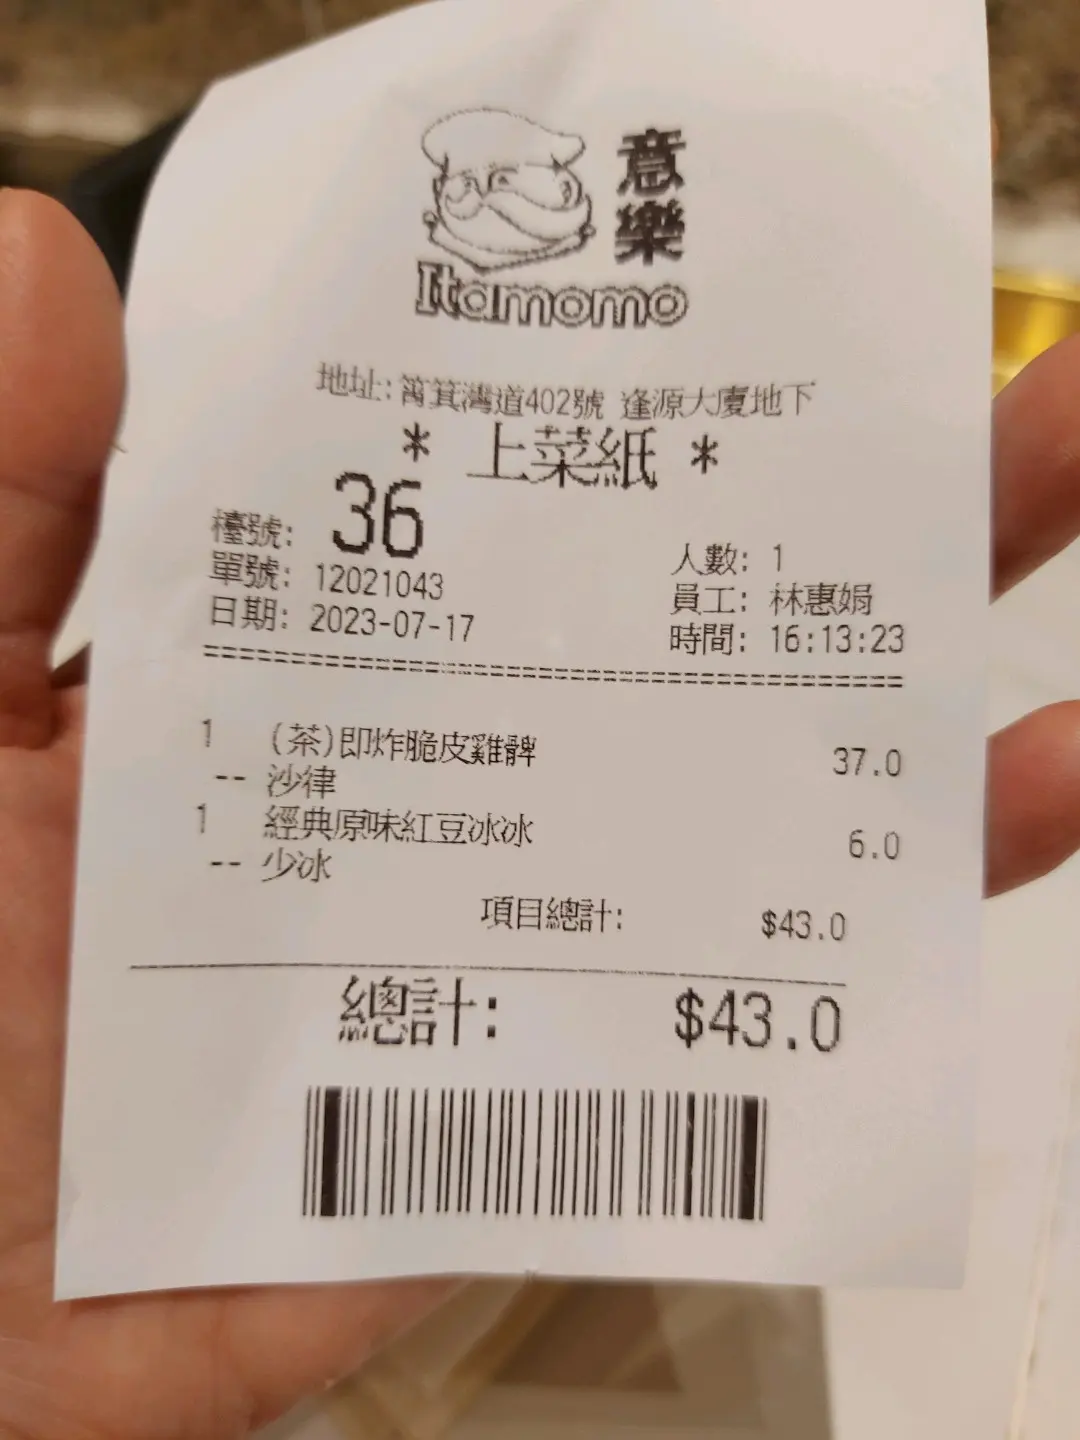 意樂
Itamomo
地址: 筲箕灣道402號 逢源大廈地下
* 上菜紙 *
檯號: 36 人數: 1
單號: 12021043 員工: 林惠娟
日期: 2023-07-17 時間: 16:13:23
1 (茶)即炸脆皮雞髀 37.0
-- 沙律
1 經典原味紅豆冰冰 6.0
-- 少冰
項目總計: $43.0
總計: $43.0